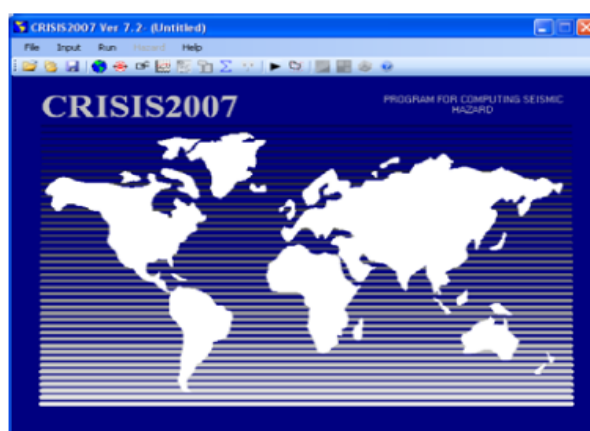 CRISIS2007 Ver 7.2- (Untitled)
File Input Run Hazard Help
CRISIS2007
PROGRAM FOR COMPUTING SEISMIC
HAZARD